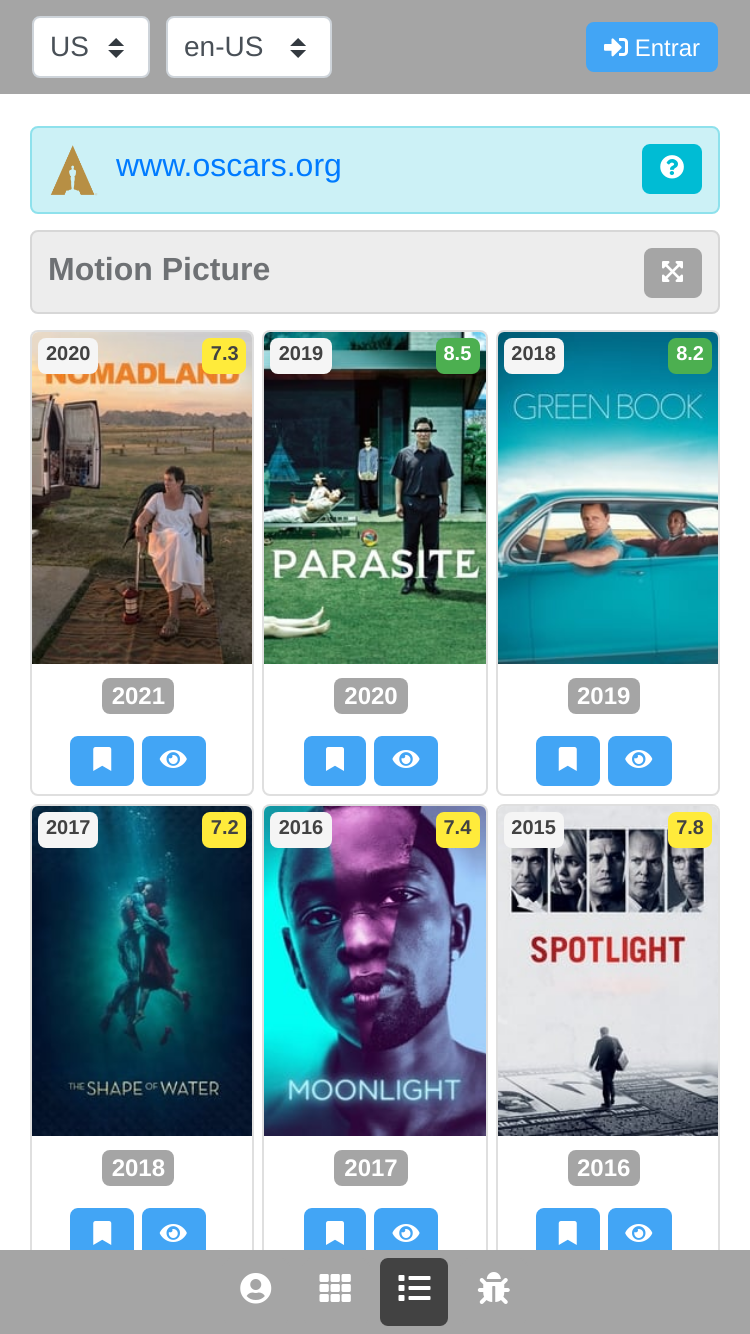 US
en-US
Entrar
www.oscars.org
Motion Picture
2020 7.3
NOMADLAND
2019 8.5
PARASITE
2018 8.2
GREEN BOOK
2021
2020
2019
2017 7.2
THE SHAPE OF WATER
2016 7.4
MOONLIGHT
2015 7.8
SPOTLIGHT
2018
2017
2016